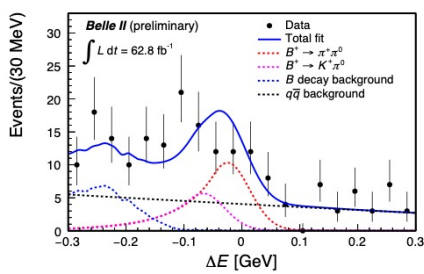 Belle II (preliminary)
∫ L dt = 62.8 fb⁻¹
Data
Total fit
B⁺ → π⁺π⁰
B⁺ → K⁺π⁰
B decay background
qq̅ background
Events/(30 MeV)
30
25
20
15
10
5
0
−0.3 −0.2 −0.1 0 0.1 0.2 0.3
ΔE [GeV]